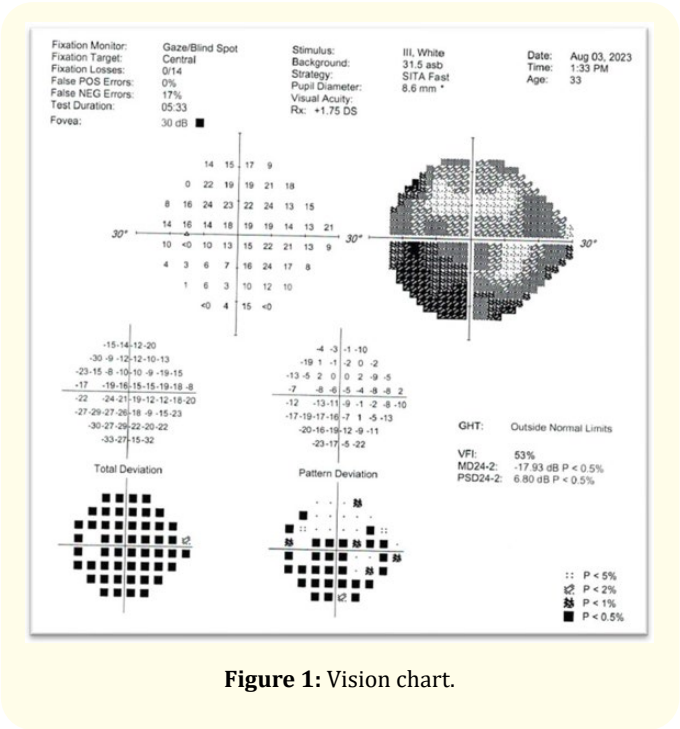 Fixation Monitor: Gaze/Blind Spot
Fixation Target: Central
Fixation Losses: 0/14
False POS Errors: 0%
False NEG Errors: 17%
Test Duration: 05:33
Fovea: 30 dB
Stimulus: III, White
Background: 31.5 asb
Strategy: SITA Fast
Pupil Diameter: 8.6 mm *
Visual Acuity:
Rx: +1.75 DS
Date: Aug 03, 2023
Time: 1:33 PM
Age: 33
14 15 17 9
0 22 19 19 21 18
8 16 24 23 22 24 13 15
14 16 14 18 19 19 14 13 21
30° 30° 30°
10 <0 10 13 15 22 21 13 9
4 3 6 7 16 24 17 8
1 6 3 10 12 10
<0 4 15 <0
-15 -14 -12 -20
-30 -9 -12 -12 -10 -13
-23 -15 -8 -10 -10 -9 -19 -15
-17 -19 -16 -15 -15 -19 -18 -8
-22 -24 -21 -19 -12 -12 -18 -20
-27 -29 -27 -26 -18 -9 -15 -23
-30 -27 -29 -22 -20 -22
-33 -27 -15 -32
Total Deviation
-4 -3 -1 -10
-19 1 -1 -2 0 -2
-13 -5 2 0 0 2 -9 -5
-7 -8 -6 -5 -4 -8 -8 2
-12 -13 -11 -9 -1 -2 -8 -10
-17 -19 -17 -16 -7 1 -5 -13
-20 -16 -19 -12 -9 -11
-23 -17 -5 -22
Pattern Deviation
GHT: Outside Normal Limits
VFI: 53%
MD24-2: -17.93 dB P < 0.5%
PSD24-2: 6.80 dB P < 0.5%
P < 5%
P < 2%
P < 1%
P < 0.5%
Figure 1: Vision chart.